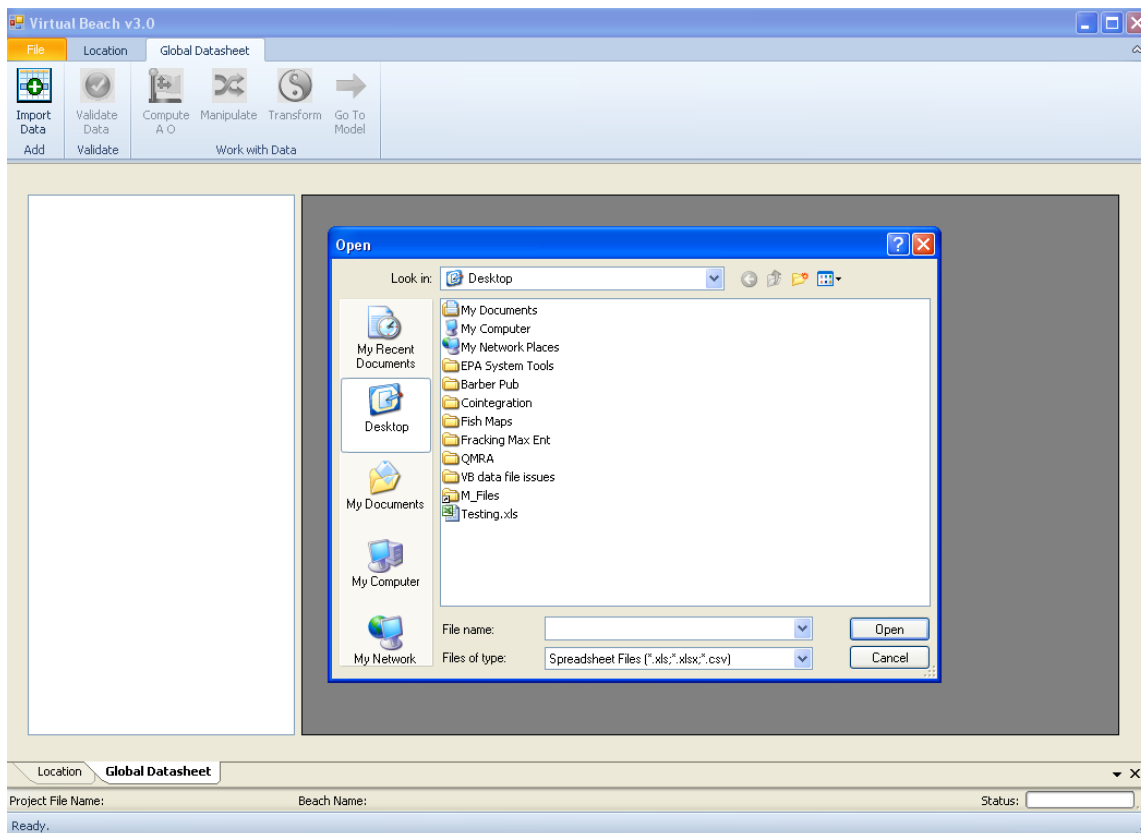 Virtual Beach v3.0
File Location Global Datasheet
Import Data
Validate Data
Compute A O
Manipulate
Transform
Go To Model
Add Validate Work with Data
Open
Look in: Desktop
My Recent Documents
Desktop
My Documents
My Computer
My Network
My Documents
My Computer
My Network Places
EPA System Tools
Barber Pub
Cointegration
Fish Maps
Fracking Max Ent
QMRA
VB data file issues
M_Files
Testing.xls
File name: Open
Files of type: Spreadsheet Files (*.xls;*.xlsx;*.csv) Cancel
Location Global Datasheet
Project File Name: Beach Name: Status:
Ready.